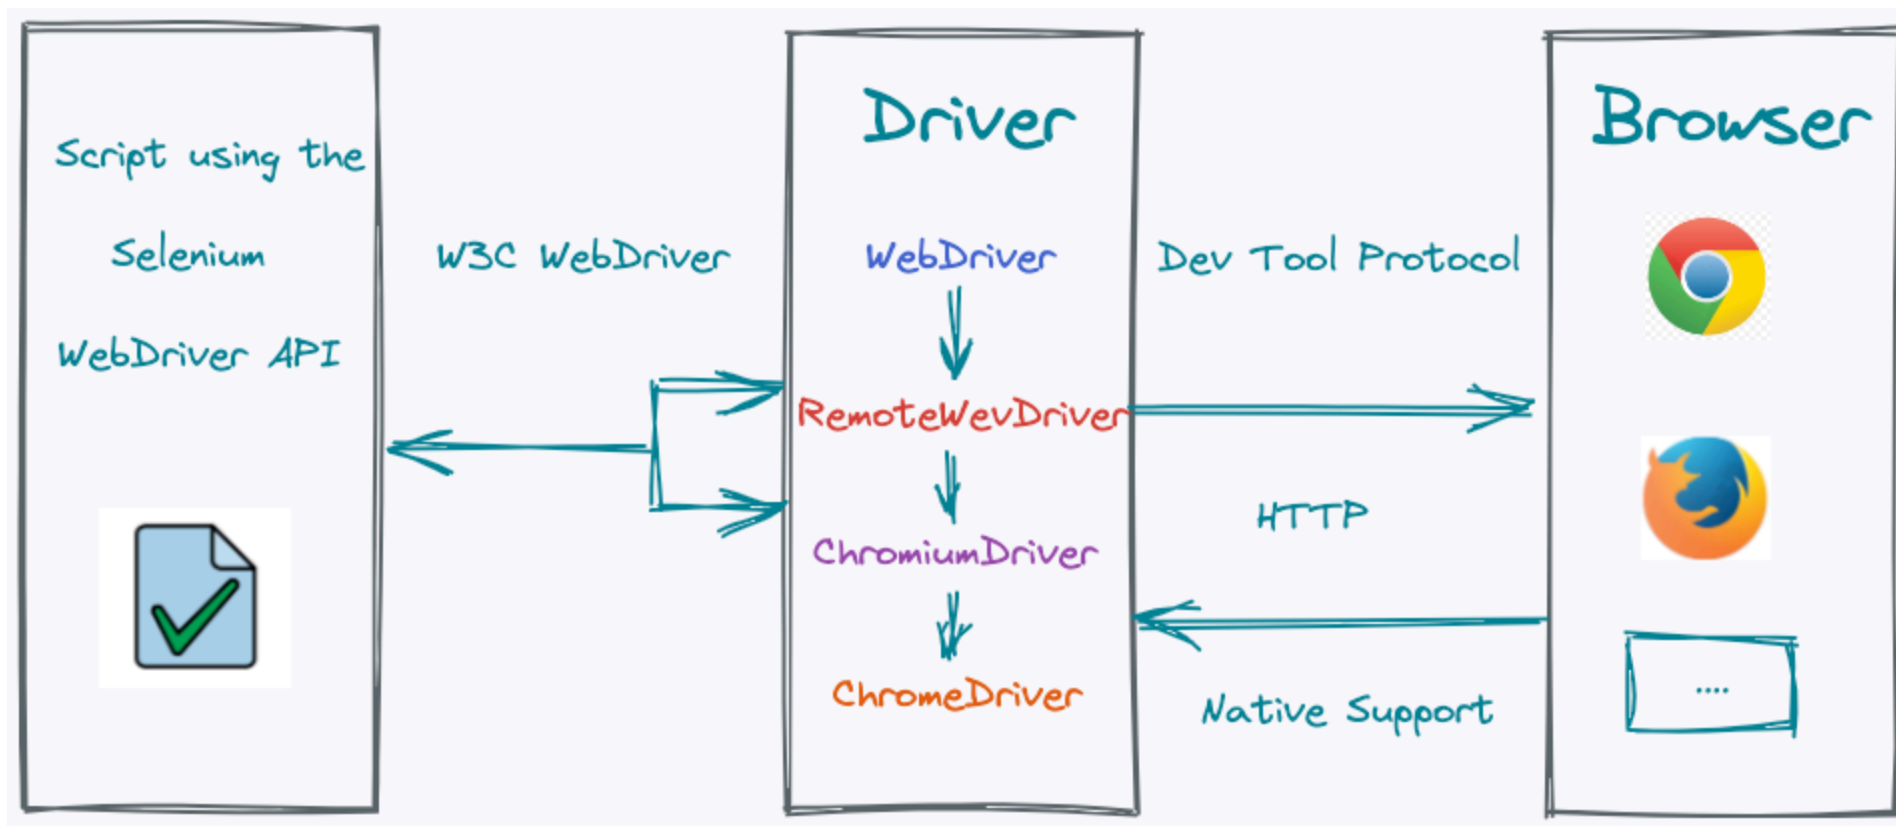 Script using the
Selenium
WebDriver API
W3C WebDriver
Driver
WebDriver
RemoteWevDriver
ChromiumDriver
ChromeDriver
Dev Tool Protocol
HTTP
Native Support
Browser
....